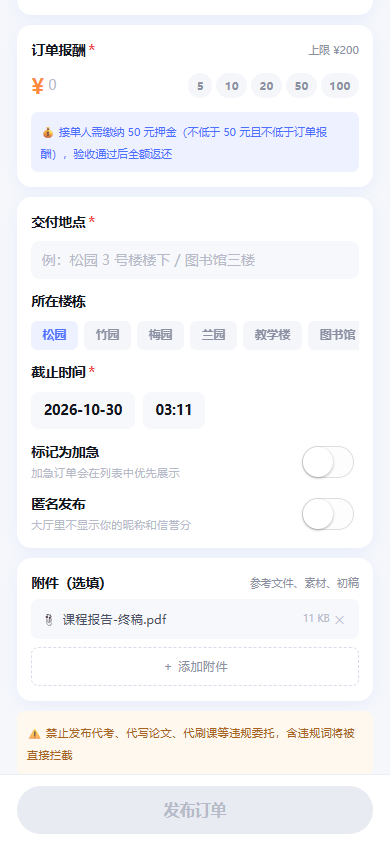 订单报酬 *
上限 ¥200
¥ 0
5 10 20 50 100
💰 接单人需缴纳 50 元押金（不低于 50 元且不低于订单报
酬），验收通过后全额返还
交付地点 *
例：松园 3 号楼楼下 / 图书馆三楼
所在楼栋
松园 竹园 梅园 兰园 教学楼 图书馆
截止时间 *
2026-10-30 03:11
标记为加急
加急订单会在列表中优先展示
匿名发布
大厅里不显示你的昵称和信誉分
附件（选填）
参考文件、素材、初稿
课程报告-终稿.pdf
11 KB ×
+ 添加附件
⚠️ 禁止发布代考、代写论文、代刷课等违规委托，含违规词将被
直接拦截
发布订单